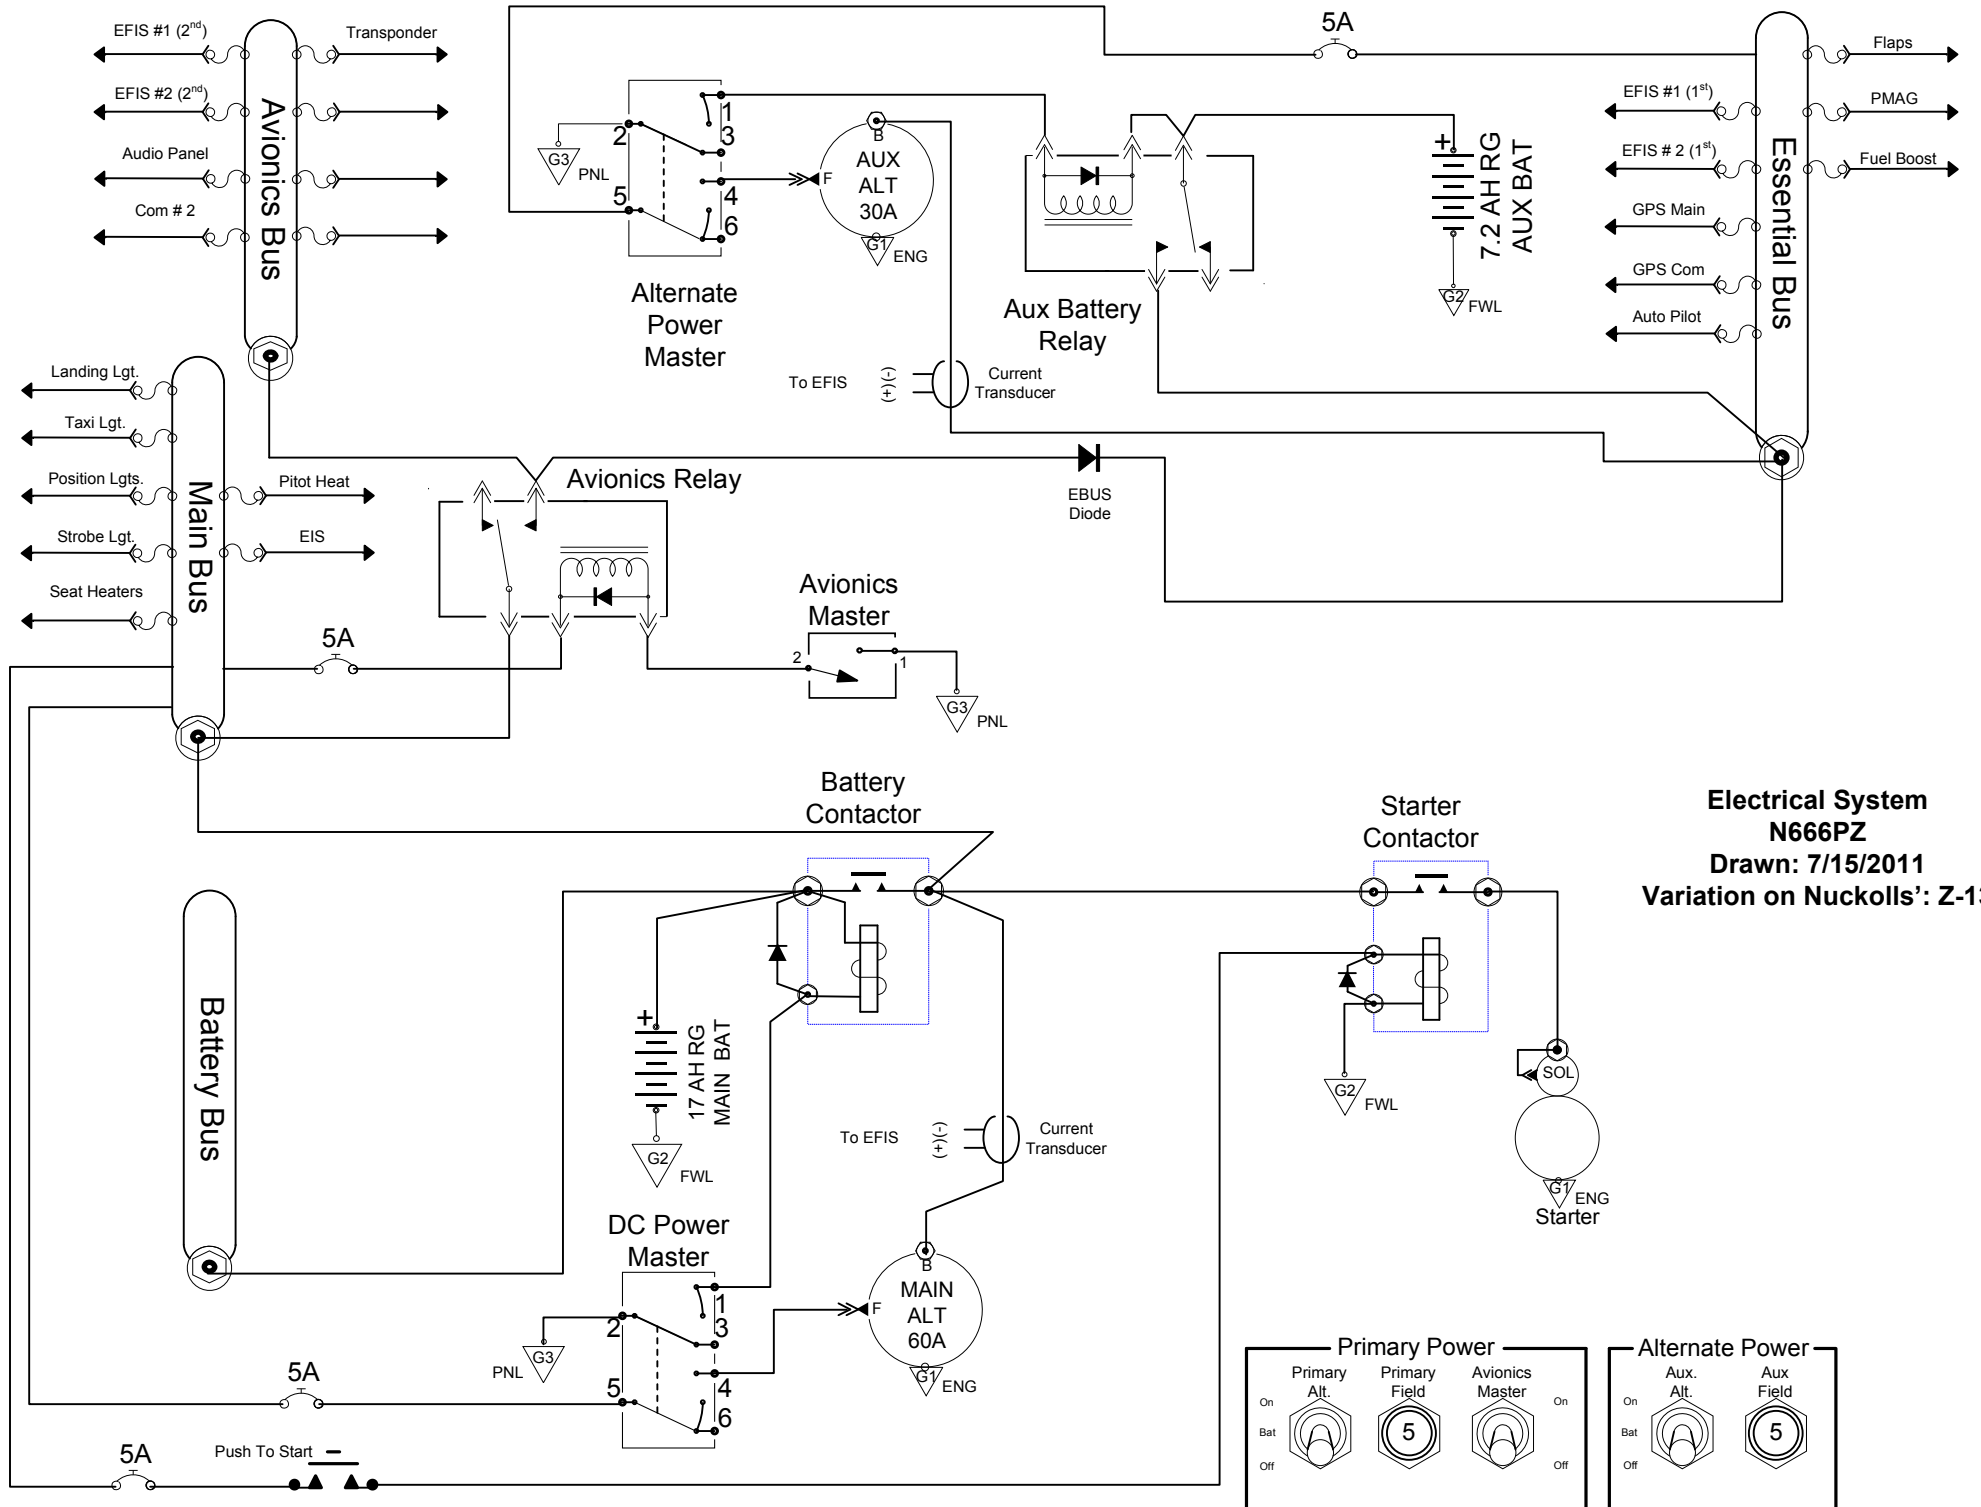 EFIS #1 (2nd)
Transponder
EFIS #2 (2nd)
Audio Panel
Com # 2
Avionics Bus
5A
Flaps
EFIS #1 (1st)
PMAG
EFIS # 2 (1st)
Fuel Boost
GPS Main
GPS Com
Auto Pilot
Essential Bus
1
2
3
4
5
6
G3
PNL
Alternate
Power
Master
B
AUX
ALT
30A
F
G1
ENG
Aux Battery
Relay
+
7.2 AH RG
AUX BAT
G2
FWL
To EFIS
(+)(-)
Current
Transducer
EBUS
Diode
Landing Lgt.
Taxi Lgt.
Position Lgts.
Pitot Heat
Strobe Lgt.
EIS
Seat Heaters
Main Bus
Avionics Relay
5A
Avionics
Master
2
1
G3
PNL
Battery
Contactor
Starter
Contactor
Electrical System
N666PZ
Drawn: 7/15/2011
Variation on Nuckolls’: Z-13
Battery Bus
+
17 AH RG
MAIN BAT
G2
FWL
To EFIS
(+)(-)
Current
Transducer
G2
FWL
SOL
G1
ENG
Starter
DC Power
Master
1
2
3
4
5
6
G3
PNL
B
MAIN
ALT
60A
F
G1
ENG
5A
5A
Push To Start
Primary Power
Primary
Alt.
Primary
Field
Avionics
Master
On
Bat
Off
5
On
Off
Alternate Power
Aux.
Alt.
Aux
Field
On
Bat
Off
5